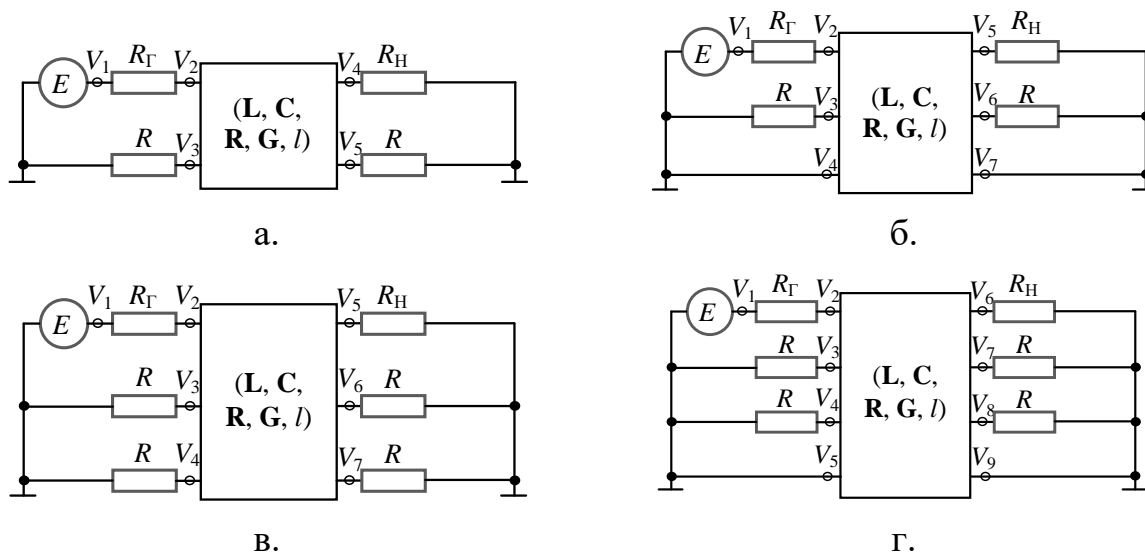 V1 RГ V2 V4 RН
E
(L, C,
R, G, l)
R V3 V5 R
а.
V1 RГ V2 V5 RН
E
R V3 V6 R
(L, C,
R, G, l)
V4 V7
б.
V1 RГ V2 V5 RН
E
R V3 V6 R
(L, C,
R, G, l)
R V4 V7 R
в.
V1 RГ V2 V6 RН
E
R V3 V7 R
(L, C,
R, G, l)
R V4 V8 R
V5 V9
г.